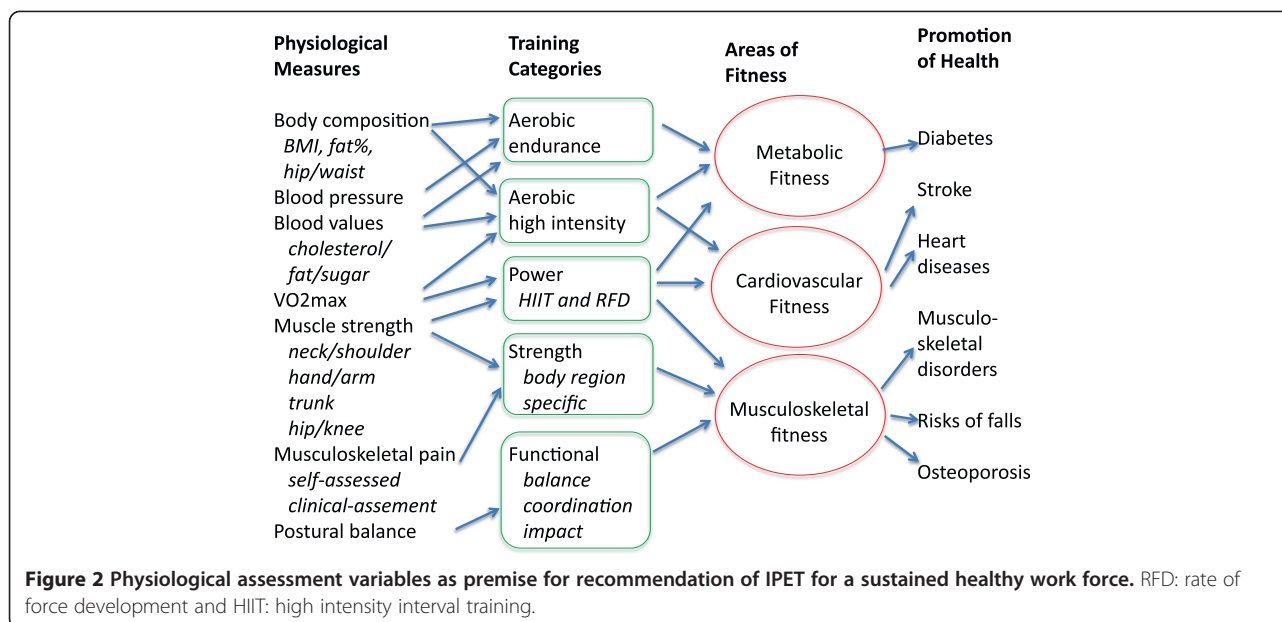 Physiological
Measures
Body composition
BMI, fat%,
hip/waist
Blood pressure
Blood values
cholesterol/
fat/sugar
VO2max
Muscle strength
neck/shoulder
hand/arm
trunk
hip/knee
Musculoskeletal pain
self-assessed
clinical-assement
Postural balance
Training
Categories
Aerobic
endurance
Aerobic
high intensity
Power
HIIT and RFD
Strength
body region
specific
Functional
balance
coordination
impact
Areas of
Fitness
Metabolic
Fitness
Cardiovascular
Fitness
Musculoskeletal
fitness
Promotion
of Health
Diabetes
Stroke
Heart
diseases
Musculo-
skeletal
disorders
Risks of falls
Osteoporosis
Figure 2 Physiological assessment variables as premise for recommendation of IPET for a sustained healthy work force. RFD: rate of
force development and HIIT: high intensity interval training.